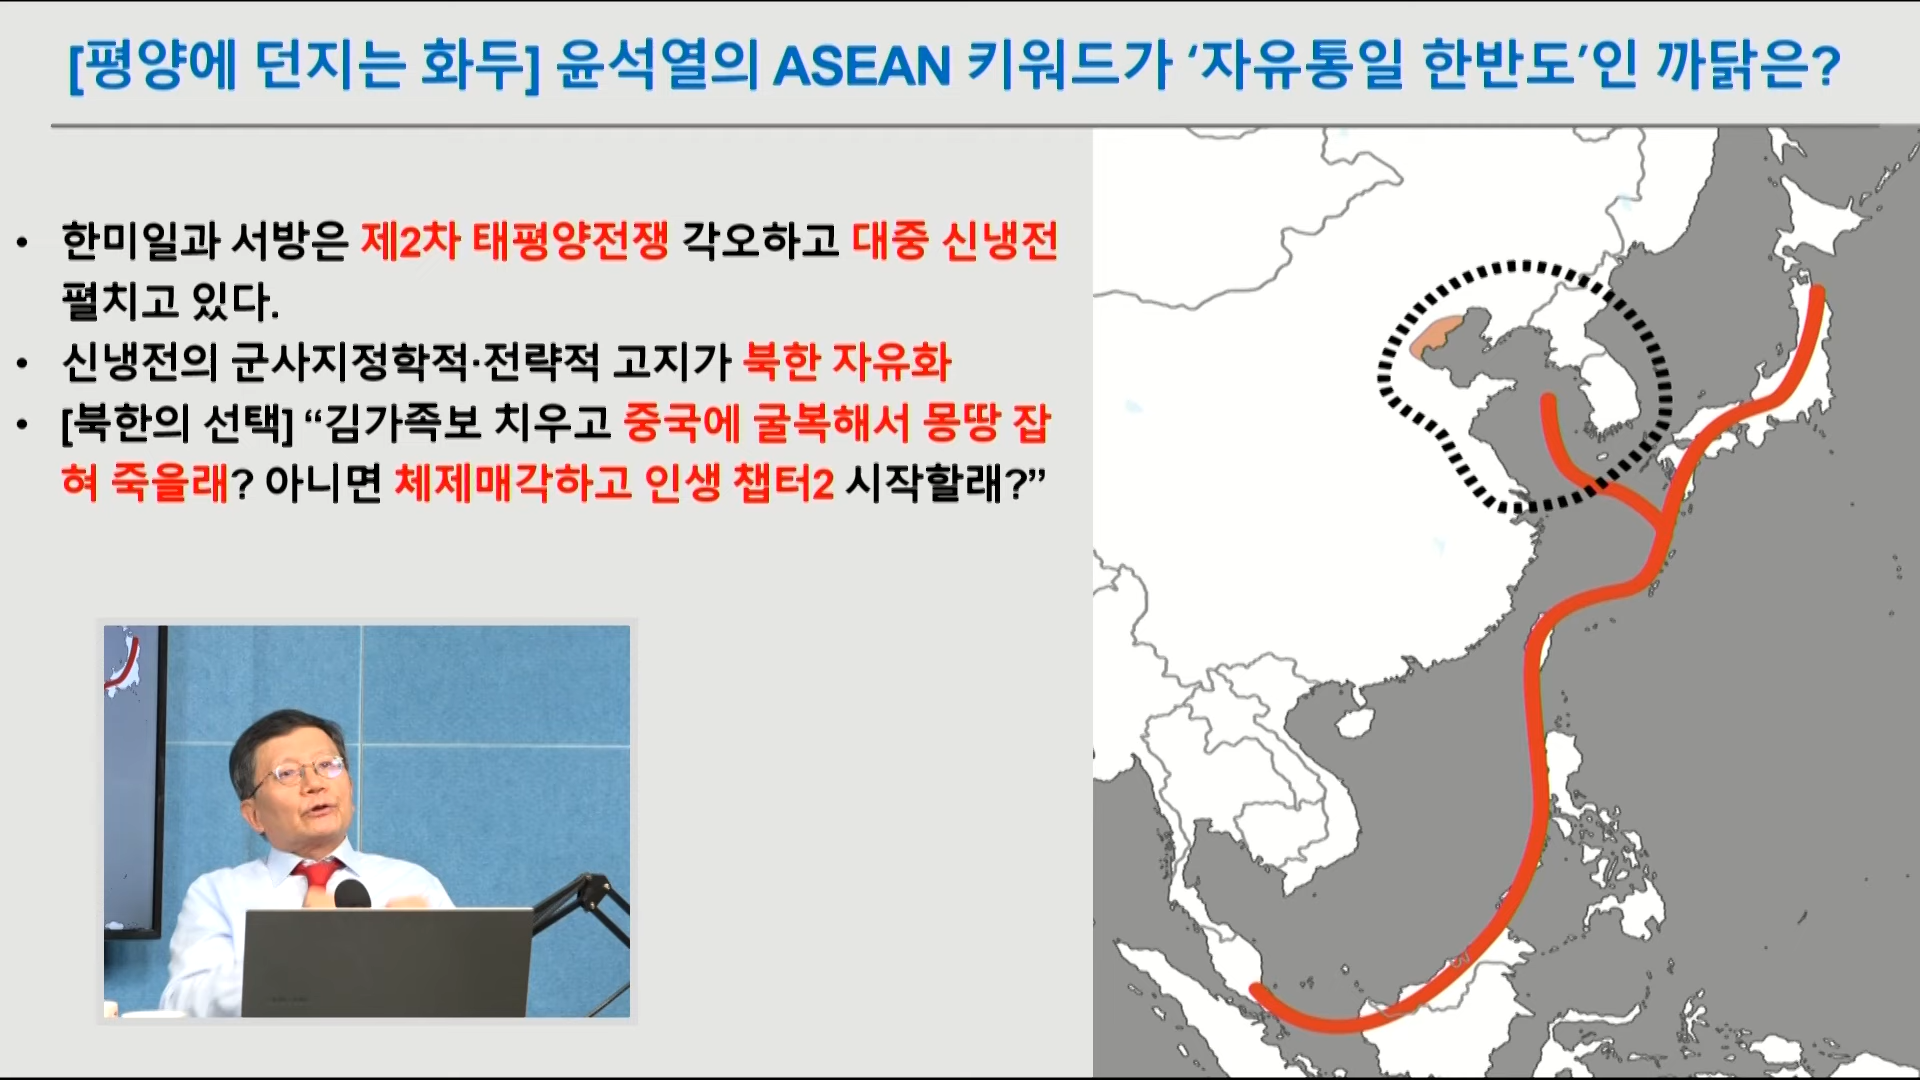 [평양에 던지는 화두] 윤석열의 ASEAN 키워드가 ‘자유통일 한반도’인 까닭은?
• 한미일과 서방은 제2차 태평양전쟁 각오하고 대중 신냉전
펼치고 있다.
• 신냉전의 군사지정학적·전략적 고지가 북한 자유화
• [북한의 선택] “김가족보 치우고 중국에 굴복해서 몽땅 잡
혀 죽을래? 아니면 체제매각하고 인생 챕터2 시작할래?”